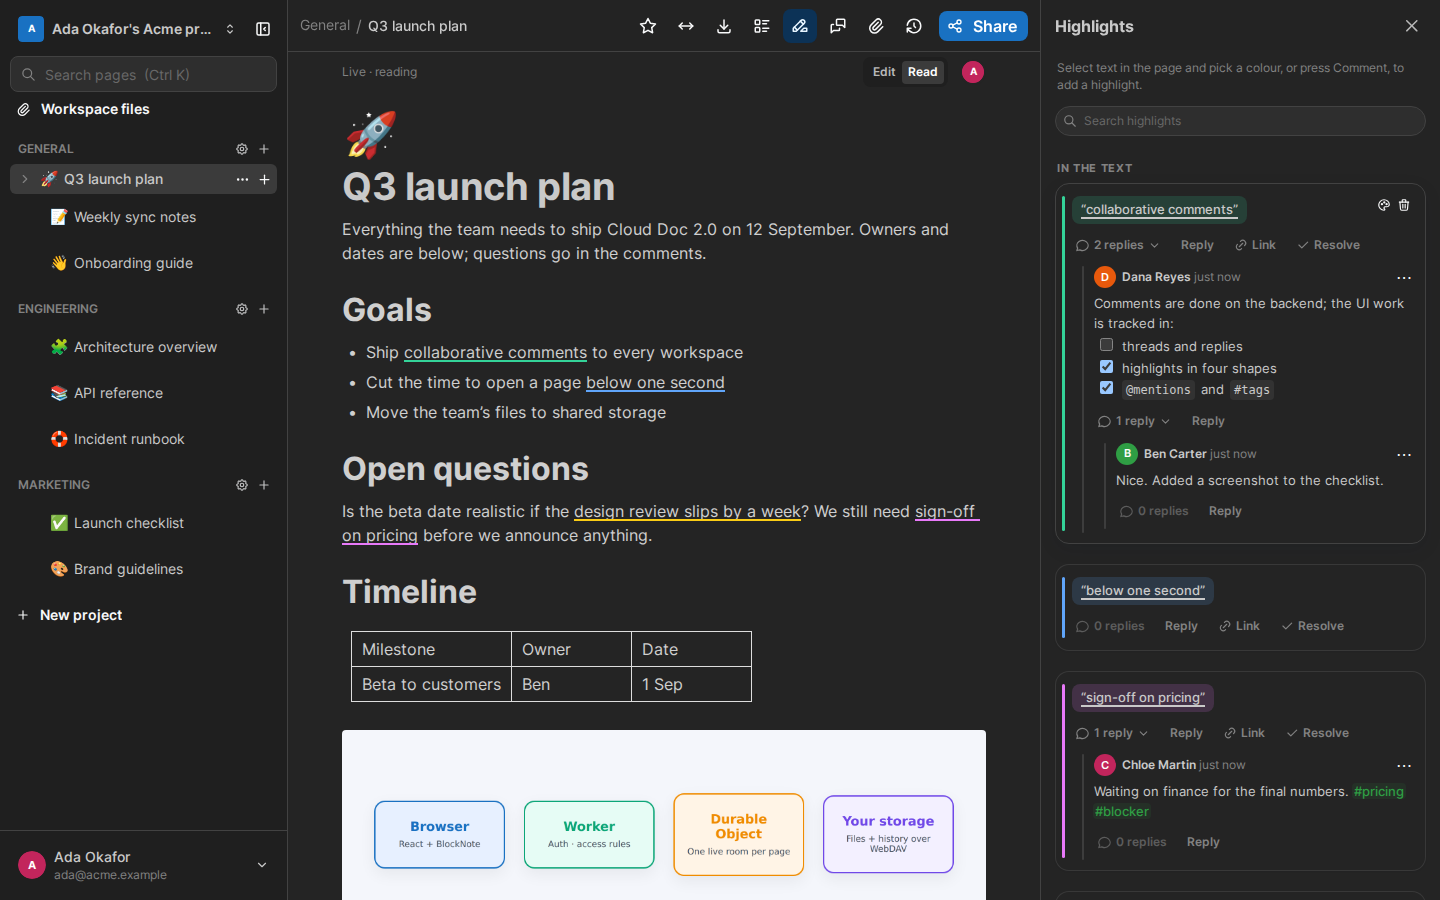 A Ada Okafor's Acme pr...
Search pages (Ctrl K)
Workspace files
GENERAL
Q3 launch plan
Weekly sync notes
Onboarding guide
ENGINEERING
Architecture overview
API reference
Incident runbook
MARKETING
Launch checklist
Brand guidelines
New project
A Ada Okafor
ada@acme.example
General / Q3 launch plan
Share
Live · reading
Edit Read A
Q3 launch plan
Everything the team needs to ship Cloud Doc 2.0 on 12 September. Owners and
dates are below; questions go in the comments.
Goals
• Ship collaborative comments to every workspace
• Cut the time to open a page below one second
• Move the team’s files to shared storage
Open questions
Is the beta date realistic if the design review slips by a week? We still need sign-off
on pricing before we announce anything.
Timeline
Milestone Owner Date
Beta to customers Ben 1 Sep
Browser
React + BlockNote
Worker
Auth · access rules
Durable
Object
One live room per page
Your storage
Files + history over
WebDAV
Highlights
Select text in the page and pick a colour, or press Comment, to
add a highlight.
Search highlights
IN THE TEXT
“collaborative comments”
2 replies Reply Link Resolve
D Dana Reyes just now
Comments are done on the backend; the UI work
is tracked in:
threads and replies
highlights in four shapes
@mentions and #tags
1 reply Reply
B Ben Carter just now
Nice. Added a screenshot to the checklist.
0 replies Reply
“below one second”
0 replies Reply Link Resolve
“sign-off on pricing”
1 reply Reply Link Resolve
C Chloe Martin just now
Waiting on finance for the final numbers. #pricing
#blocker
0 replies Reply